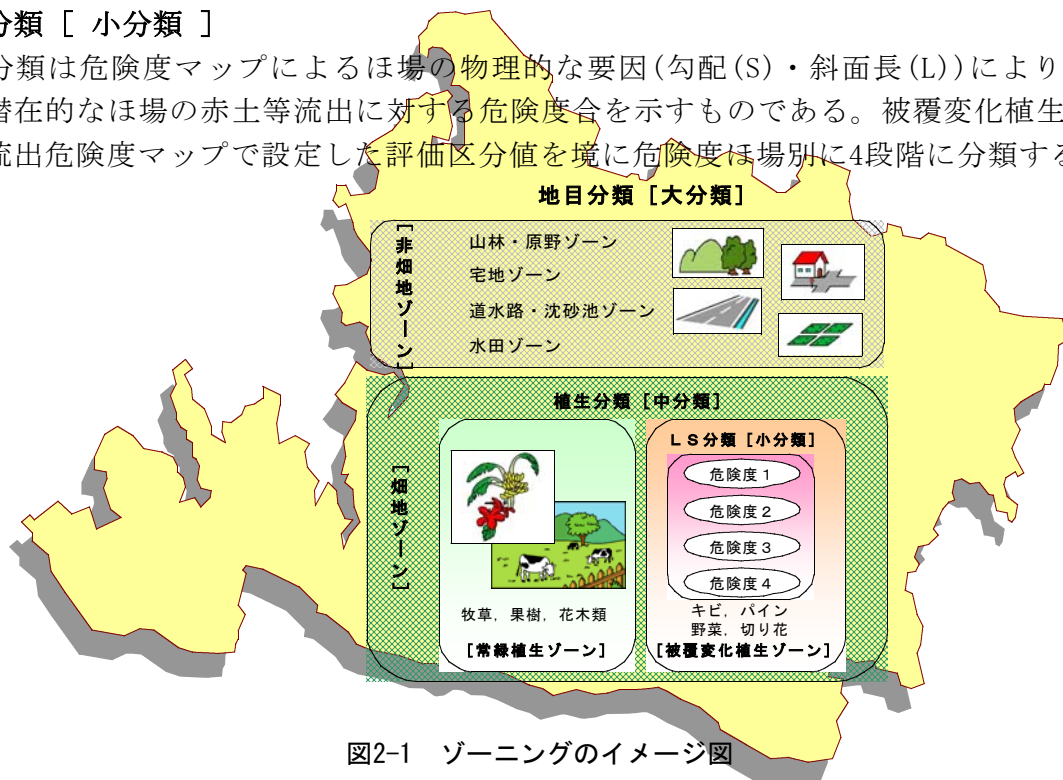 分類［ 小分類 ］
分類は危険度マップによるほ場の物理的な要因(勾配(S)・斜面長(L))により
潜在的なほ場の赤土等流出に対する危険度合を示すものである。被覆変化植生
流出危険度マップで設定した評価区分値を境に危険度ほ場別に4段階に分類する
地目分類［大分類］
［非畑地ゾーン］
山林・原野ゾーン
宅地ゾーン
道水路・沈砂池ゾーン
水田ゾーン
植生分類［中分類］
［畑地ゾーン］
牧草，果樹，花木類
［常緑植生ゾーン］
ＬＳ分類［小分類］
危険度１
危険度２
危険度３
危険度４
キビ，パイン
野菜，切り花
［被覆変化植生ゾーン］
図2-1　ゾーニングのイメージ図